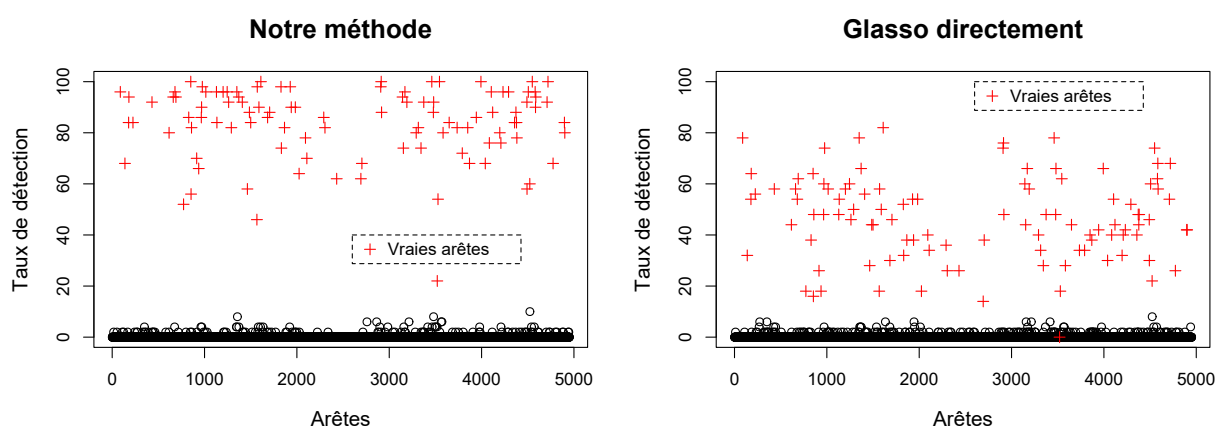 Notre méthode
Taux de détection
100
80
60
40
20
0
Vraies arêtes
0 1000 2000 3000 4000 5000
Arêtes
Glasso directement
Taux de détection
100
80
60
40
20
0
Vraies arêtes
0 1000 2000 3000 4000 5000
Arêtes